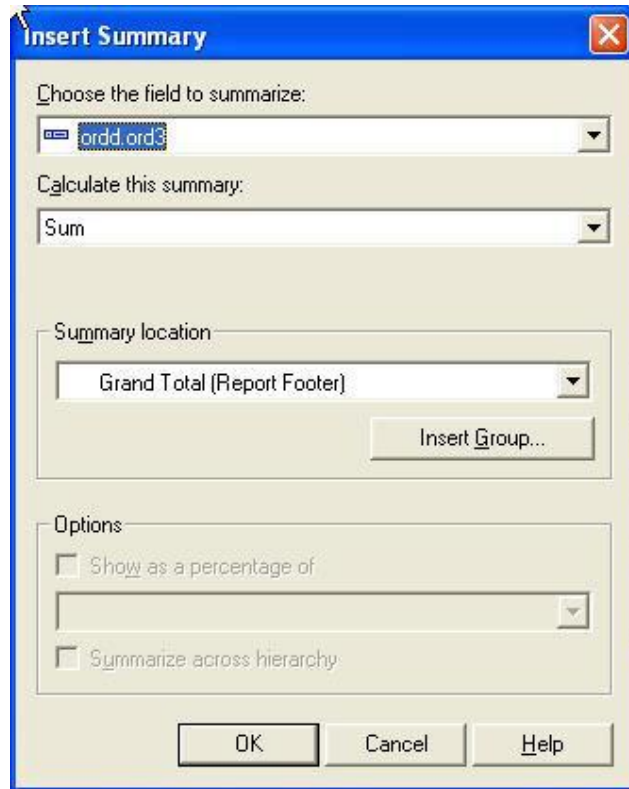 Insert Summary
Choose the field to summarize:
ordd.ord3
Calculate this summary:
Sum
Summary location
Grand Total (Report Footer)
Insert Group...
Options
Show as a percentage of
Summarize across hierarchy
OK Cancel Help